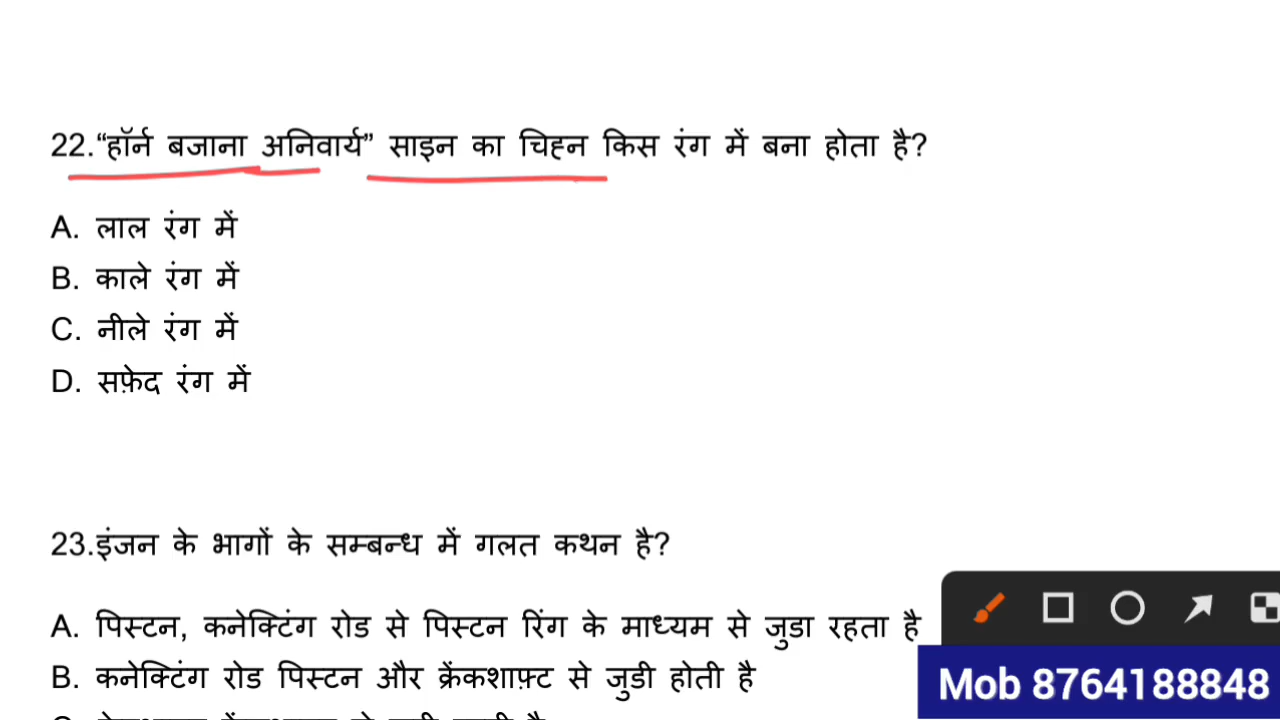 22.“हॉर्न बजाना अनिवार्य” साइन का चिह्न किस रंग में बना होता है?
A. लाल रंग में
B. काले रंग में
C. नीले रंग में
D. सफ़ेद रंग में
23.इंजन के भागों के सम्बन्ध में गलत कथन है?
A. पिस्टन, कनेक्टिंग रोड से पिस्टन रिंग के माध्यम से जुडा रहता है
B. कनेक्टिंग रोड पिस्टन और क्रेंकशाफ़्ट से जुडी होती है
Mob 8764188848